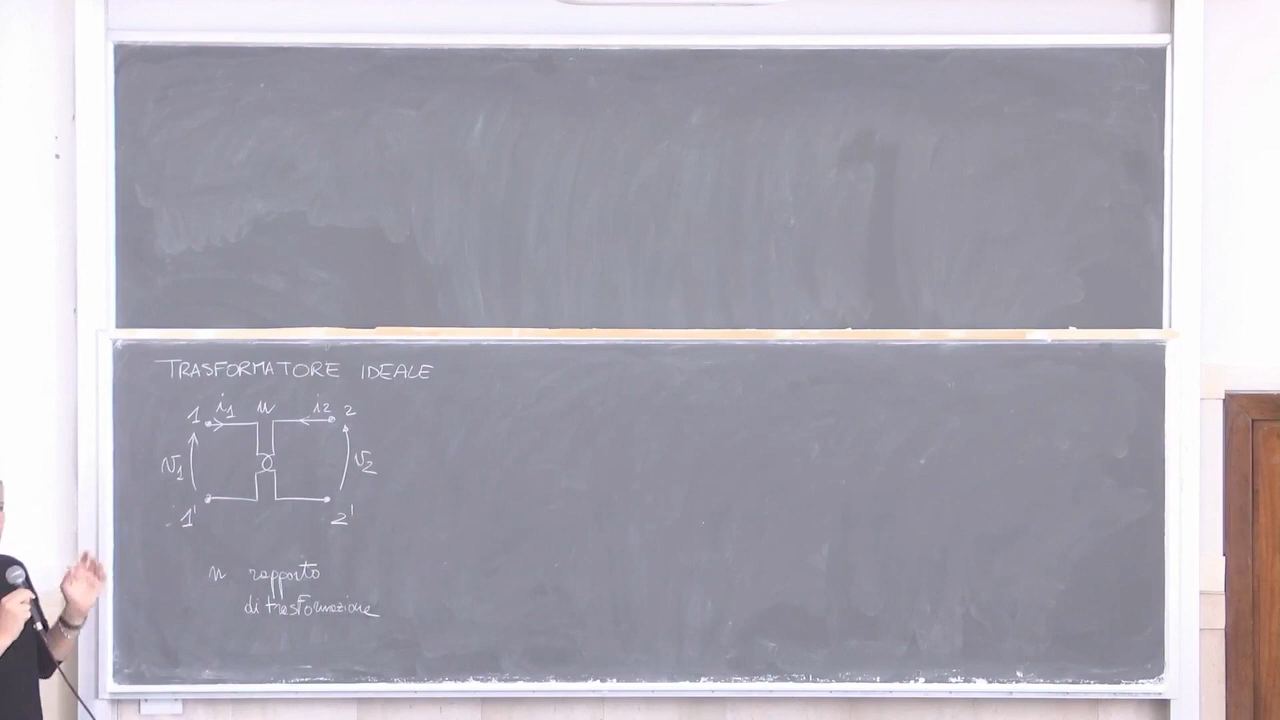 TRASFORMATORE IDEALE
1 i1 n i2 2
v1 v2
1' 2'
n rapporto
di trasformazione